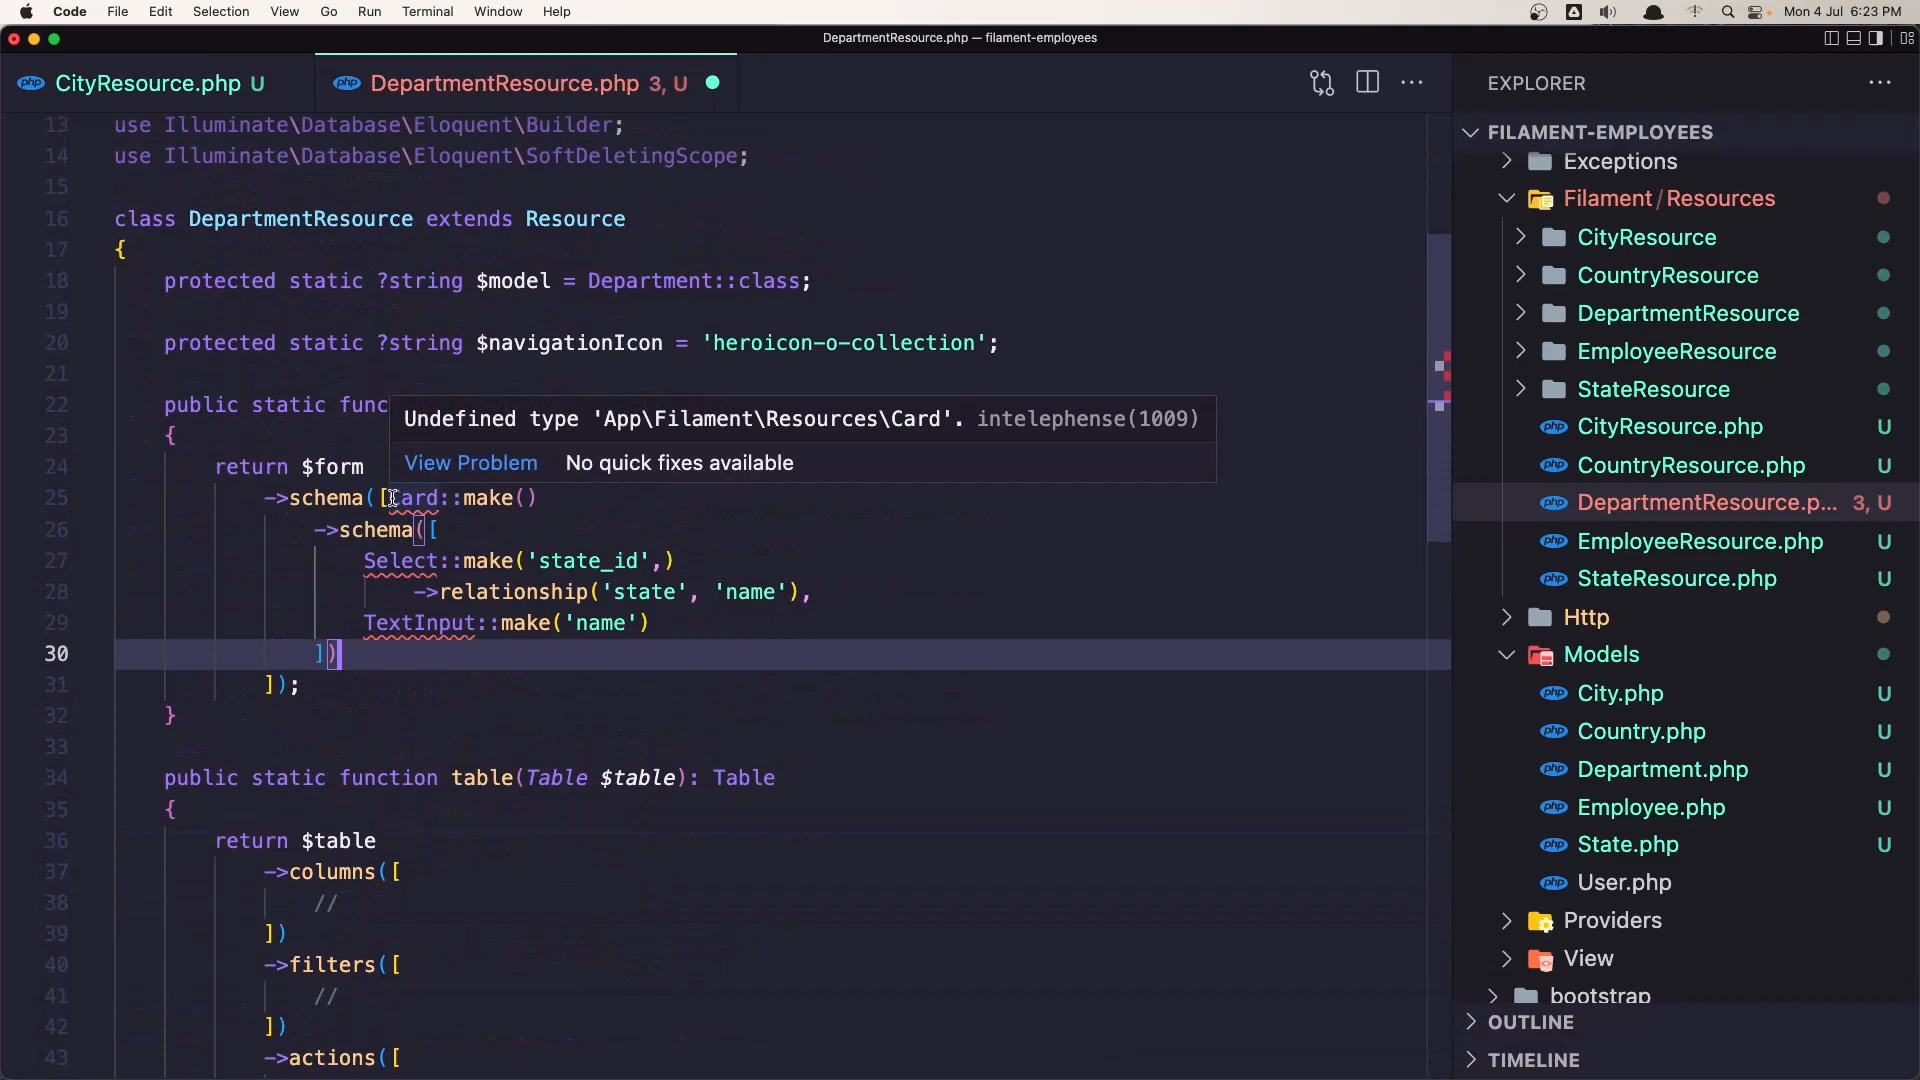 Code File Edit Selection View Go Run Terminal Window Help Mon 4 Jul 6:23 PM
DepartmentResource.php — filament-employees
CityResource.php U DepartmentResource.php 3, U
13 use Illuminate\Database\Eloquent\Builder;
14 use Illuminate\Database\Eloquent\SoftDeletingScope;
15
16 class DepartmentResource extends Resource
17 {
18 protected static ?string $model = Department::class;
19
20 protected static ?string $navigationIcon = 'heroicon-o-collection';
21
22 public static func
Undefined type 'App\Filament\Resources\Card'. intelephense(1009)
View Problem No quick fixes available
23 {
24 return $form
25 ->schema([Card::make()
26 ->schema([
27 Select::make('state_id',)
28 ->relationship('state', 'name'),
29 TextInput::make('name')
30 ])
31 ]);
32 }
33
34 public static function table(Table $table): Table
35 {
36 return $table
37 ->columns([
38 //
39 ])
40 ->filters([
41 //
42 ])
43 ->actions([
EXPLORER
FILAMENT-EMPLOYEES
Exceptions
Filament/Resources
CityResource
CountryResource
DepartmentResource
EmployeeResource
StateResource
CityResource.php U
CountryResource.php U
DepartmentResource.p... 3, U
EmployeeResource.php U
StateResource.php U
Http
Models
City.php U
Country.php U
Department.php U
Employee.php U
State.php U
User.php
Providers
View
bootstrap
OUTLINE
TIMELINE